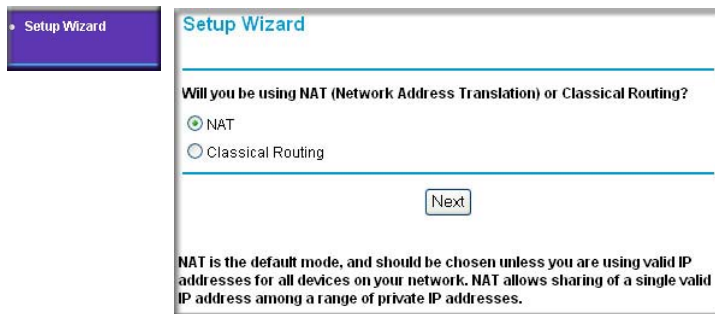 Setup Wizard
Setup Wizard
Will you be using NAT (Network Address Translation) or Classical Routing?
NAT
Classical Routing
Next
NAT is the default mode, and should be chosen unless you are using valid IP
addresses for all devices on your network. NAT allows sharing of a single valid
IP address among a range of private IP addresses.